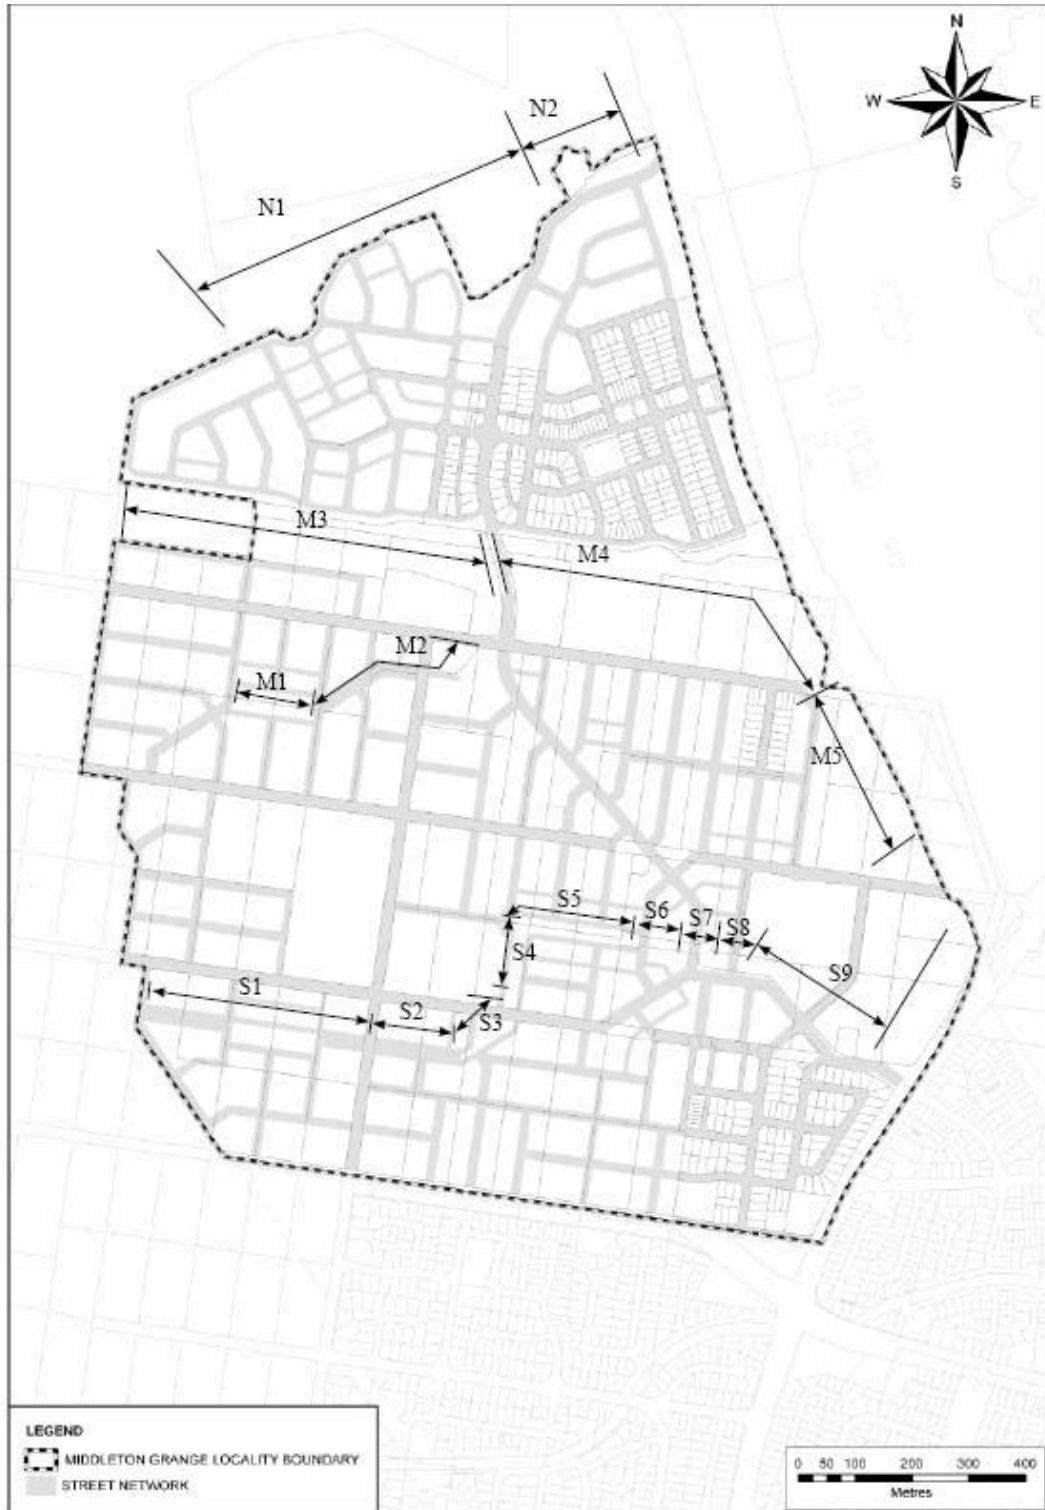 N
W
E
S
N2
N1
M3
M4
M2
M1
M5
S5
S6
S7
S8
S4
S9
S1
S2
S3
LEGEND
MIDDLETON GRANGE LOCALITY BOUNDARY
STREET NETWORK
0 50 100 200 300 400
Metres